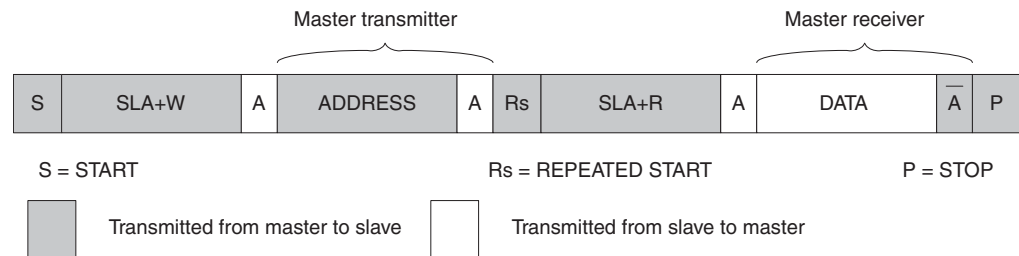 Master transmitter Master receiver
S SLA+W A ADDRESS A Rs SLA+R A DATA A̅ P
S = START Rs = REPEATED START P = STOP
Transmitted from master to slave Transmitted from slave to master